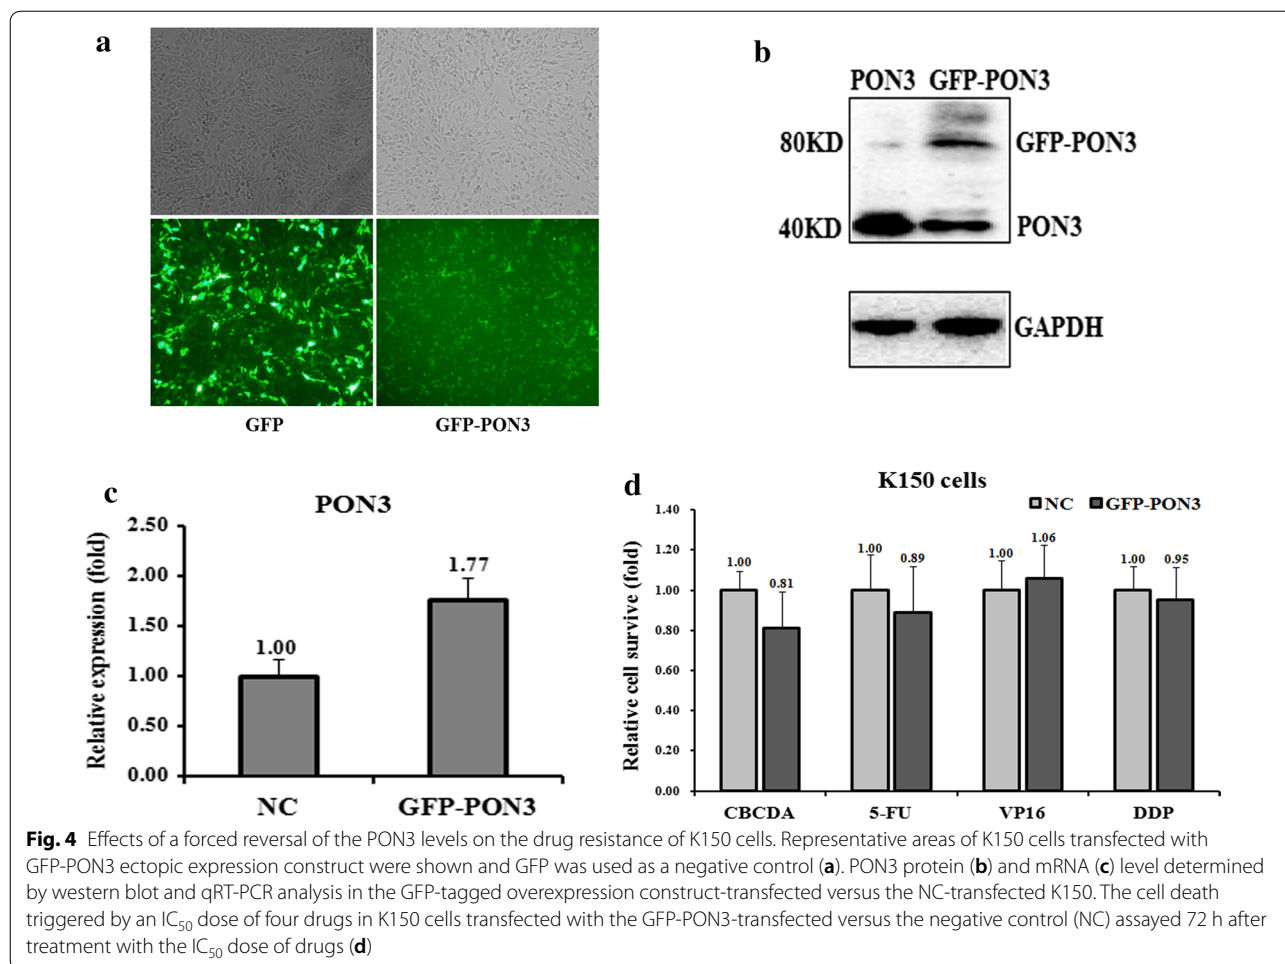 a
GFP
GFP-PON3
b
PON3 GFP-PON3
80KD
GFP-PON3
40KD
PON3
GAPDH
c
PON3
Relative expression (fold)
2.50
2.00
1.50
1.00
0.50
0.00
1.00
1.77
NC
GFP-PON3
d
K150 cells
NC
GFP-PON3
Relative cell survive (fold)
1.40
1.20
1.00
0.80
0.60
0.40
0.20
0.00
1.00
0.81
1.00
0.89
1.00
1.06
1.00
0.95
CBCDA
5-FU
VP16
DDP
Fig. 4 Effects of a forced reversal of the PON3 levels on the drug resistance of K150 cells. Representative areas of K150 cells transfected with
GFP-PON3 ectopic expression construct were shown and GFP was used as a negative control (a). PON3 protein (b) and mRNA (c) level determined
by western blot and qRT-PCR analysis in the GFP-tagged overexpression construct-transfected versus the NC-transfected K150. The cell death
triggered by an IC50 dose of four drugs in K150 cells transfected with the GFP-PON3-transfected versus the negative control (NC) assayed 72 h after
treatment with the IC50 dose of drugs (d)